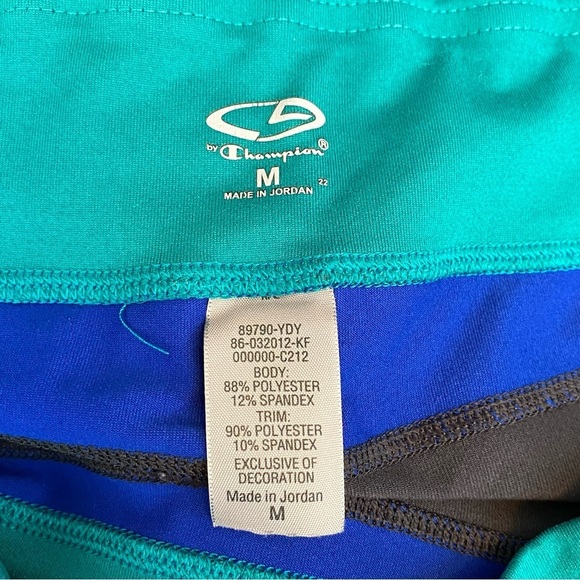 by Champion®
M
MADE IN JORDAN 22
89790-YDY
86-032012-KF
000000-C212
BODY:
88% POLYESTER
12% SPANDEX
TRIM:
90% POLYESTER
10% SPANDEX
EXCLUSIVE OF
DECORATION
Made in Jordan
M